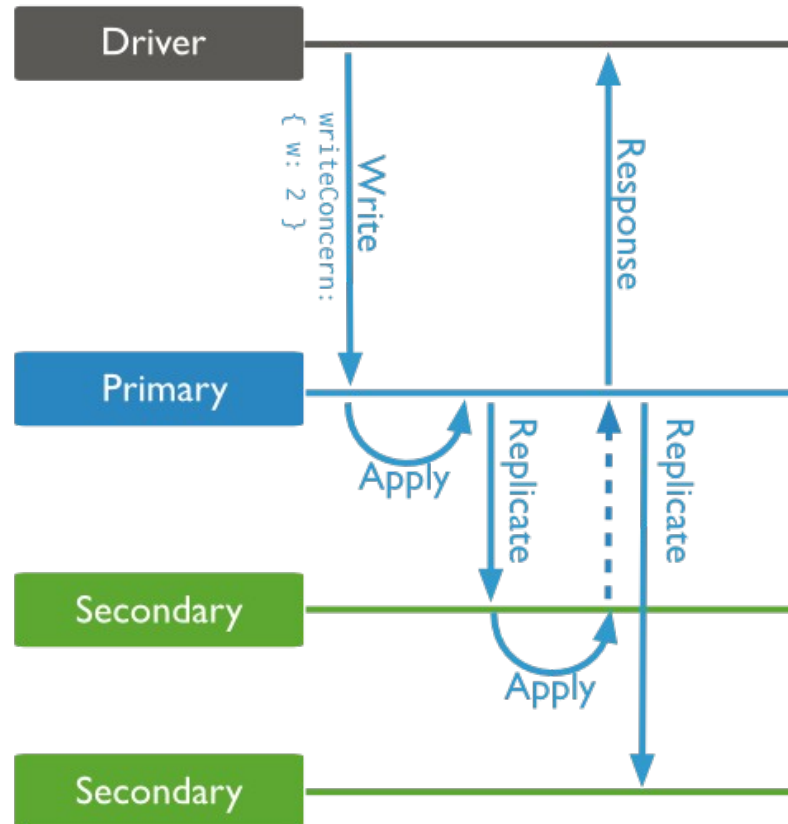 Driver
Write
writeConcern:
{ w: 2 }
Response
Primary
Apply
Replicate
Replicate
Secondary
Apply
Secondary